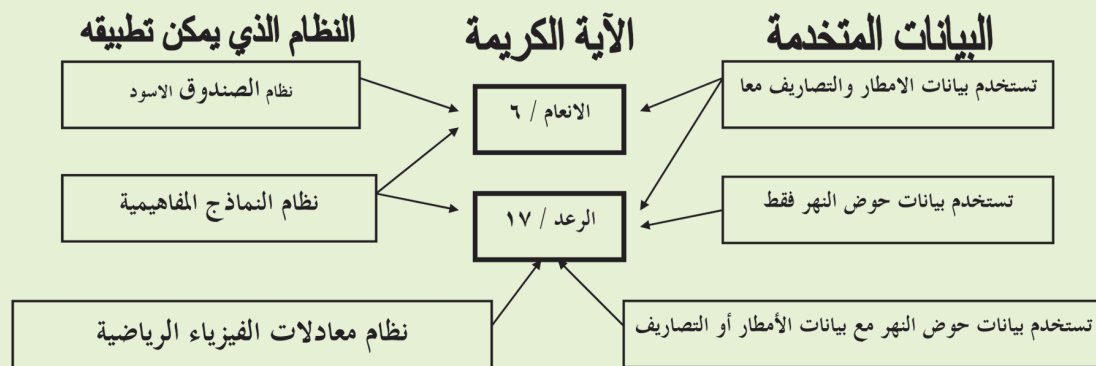 البيانات المتخدمة
الآية الكريمة
النظام الذي يمكن تطبيقه
تستخدم بيانات الامطار والتصاريف معا
الانعام / ٦
نظام الصندوق الاسود
تستخدم بيانات حوض النهر فقط
الرعد / ١٧
نظام النماذج المفاهيمية
تستخدم بيانات حوض النهر مع بيانات الأمطار أو التصاريف
نظام معادلات الفيزياء الرياضية